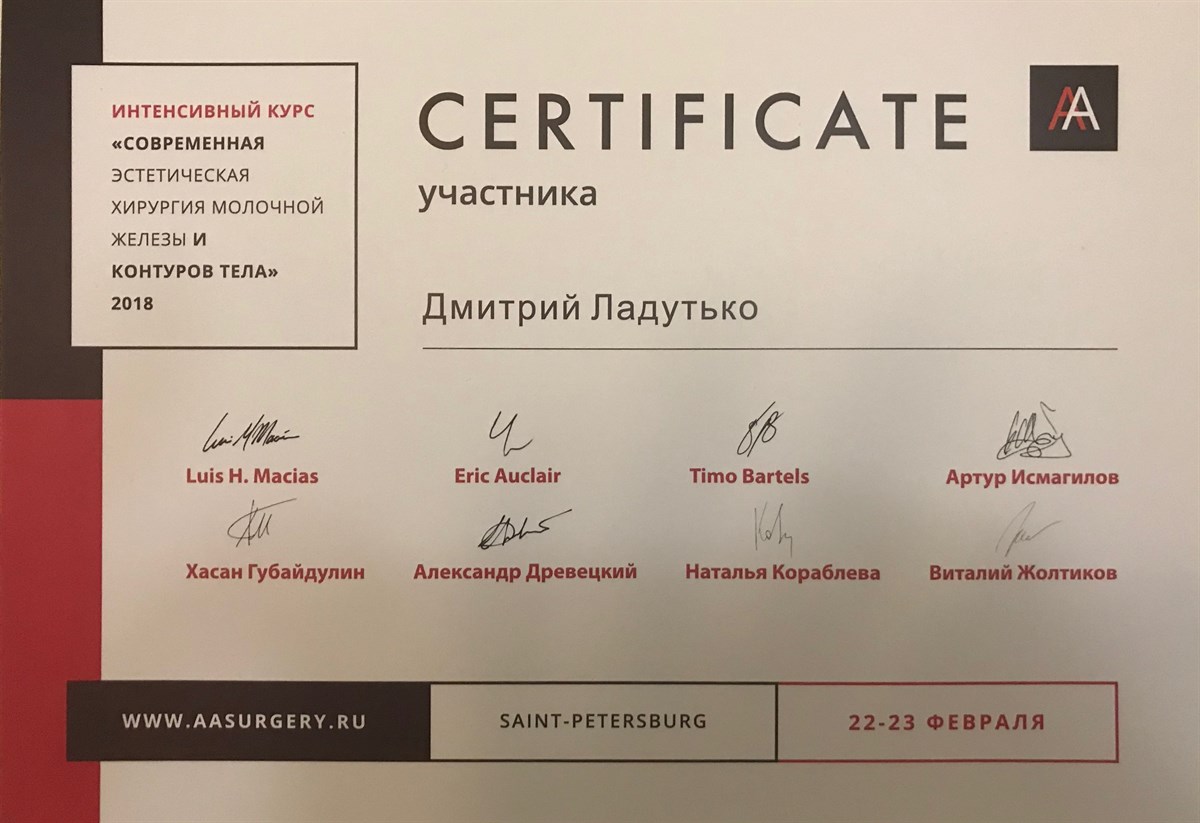 ИНТЕНСИВНЫЙ КУРС
«СОВРЕМЕННАЯ
ЭСТЕТИЧЕСКАЯ
ХИРУРГИЯ МОЛОЧНОЙ
ЖЕЛЕЗЫ И
КОНТУРОВ ТЕЛА»
2018
CERTIFICATE
AA
участника
Дмитрий Ладутько
Luis H. Macias
Eric Auclair
Timo Bartels
Артур Исмагилов
Хасан Губайдулин
Александр Древецкий
Наталья Кораблева
Виталий Жолтиков
WWW.AASURGERY.RU
SAINT-PETERSBURG
22-23 ФЕВРАЛЯ